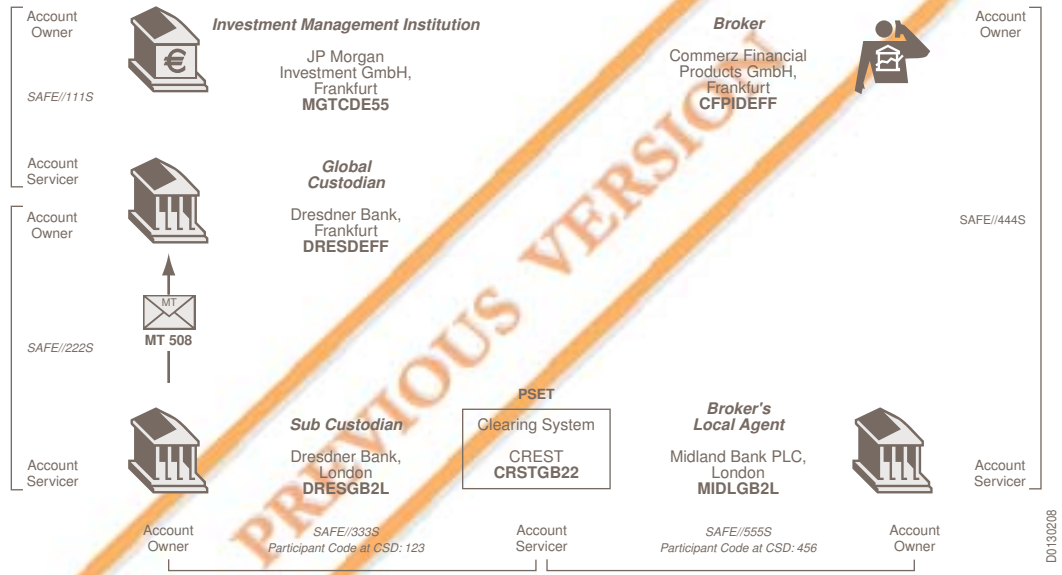 Account
Owner
Investment Management Institution
Broker
Account
Owner
JP Morgan
Investment GmbH,
Frankfurt
MGTCDE55
Commerz Financial
Products GmbH,
Frankfurt
CFPIDEFF
SAFE//111S
Account
Servicer
Global
Custodian
Account
Owner
Dresdner Bank,
Frankfurt
DRESDEFF
SAFE//444S
MT
MT 508
SAFE//222S
PSET
Sub Custodian
Clearing System
Broker's
Local Agent
Drescher Bank,
London
DRESGB2L
CREST
CRSTGB22
Midland Bank PLC,
London
MIDLGB2L
Account
Servicer
Account
Servicer
Account
Owner
SAFE//333S
Participant Code at CSD: 123
Account
Servicer
SAFE//555S
Participant Code at CSD: 456
Account
Owner
D0130208
PREVIOUS VERSION